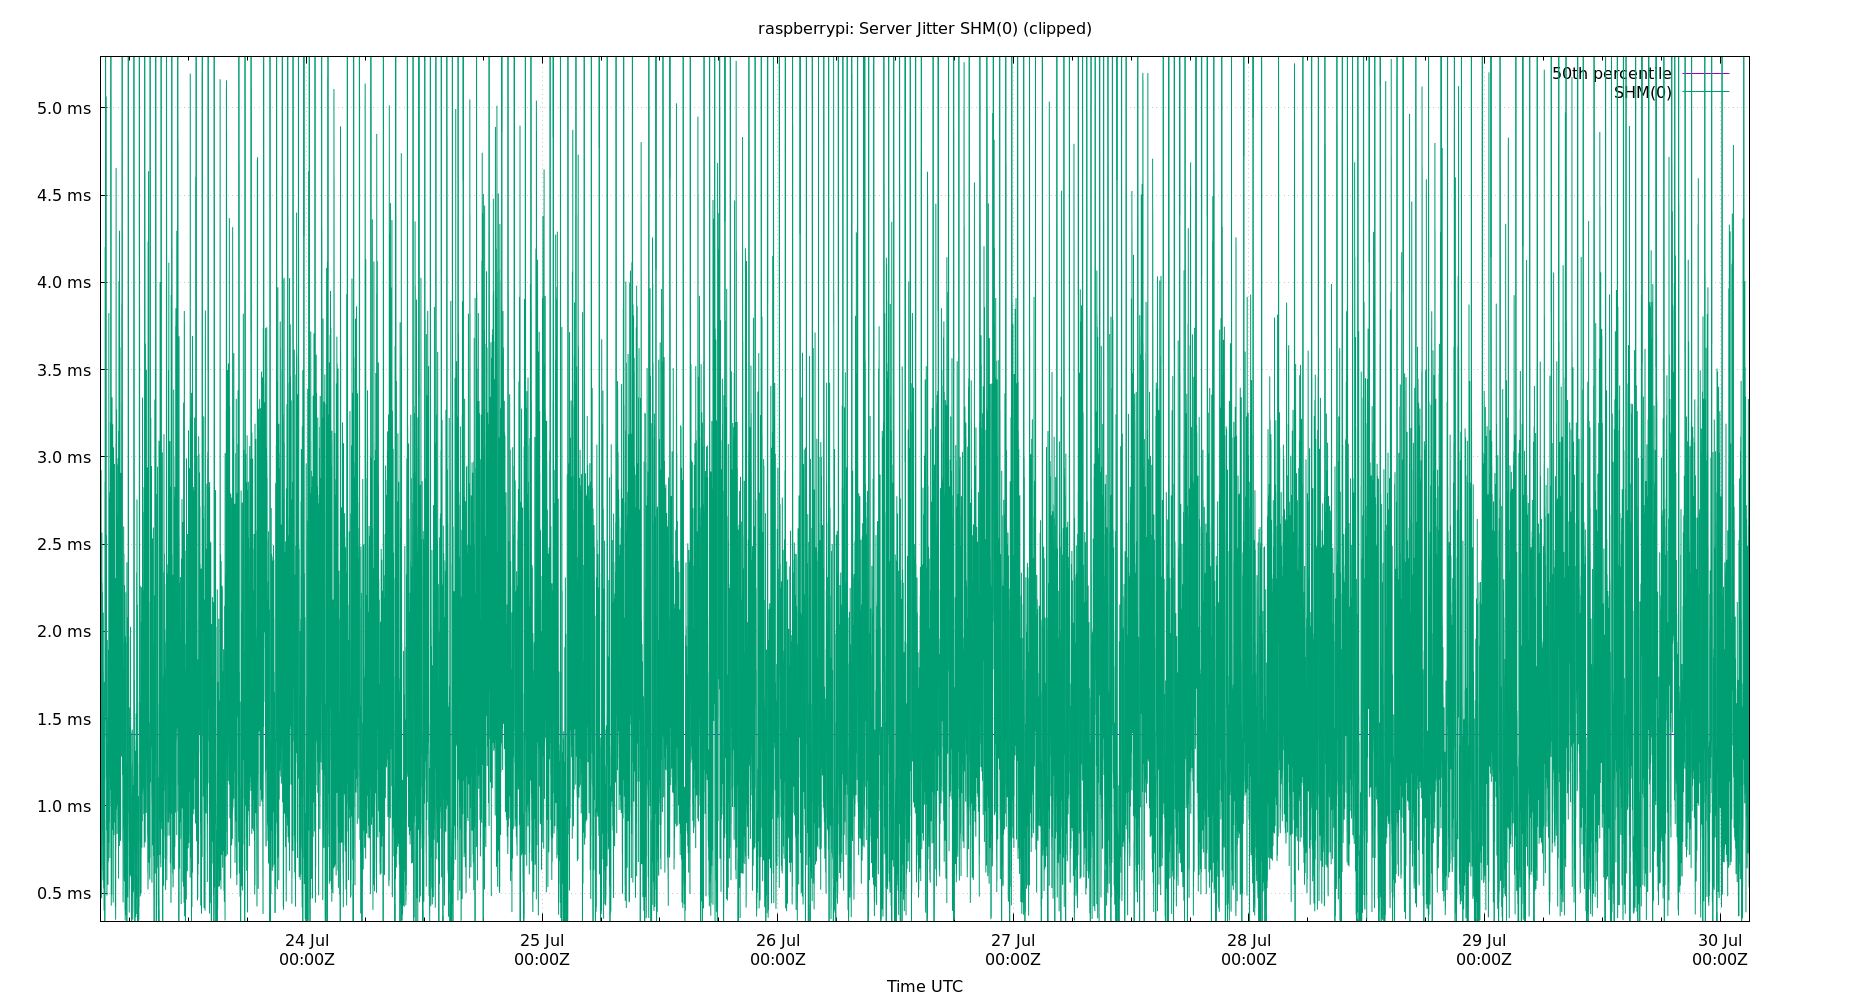 raspberrypi: Server Jitter SHM(0) (clipped)
50th percentile
SHM(0)
5.0 ms
4.5 ms
4.0 ms
3.5 ms
3.0 ms
2.5 ms
2.0 ms
1.5 ms
1.0 ms
0.5 ms
24 Jul 25 Jul 26 Jul 27 Jul 28 Jul 29 Jul 30 Jul
00:00Z 00:00Z 00:00Z 00:00Z 00:00Z 00:00Z 00:00Z
Time UTC